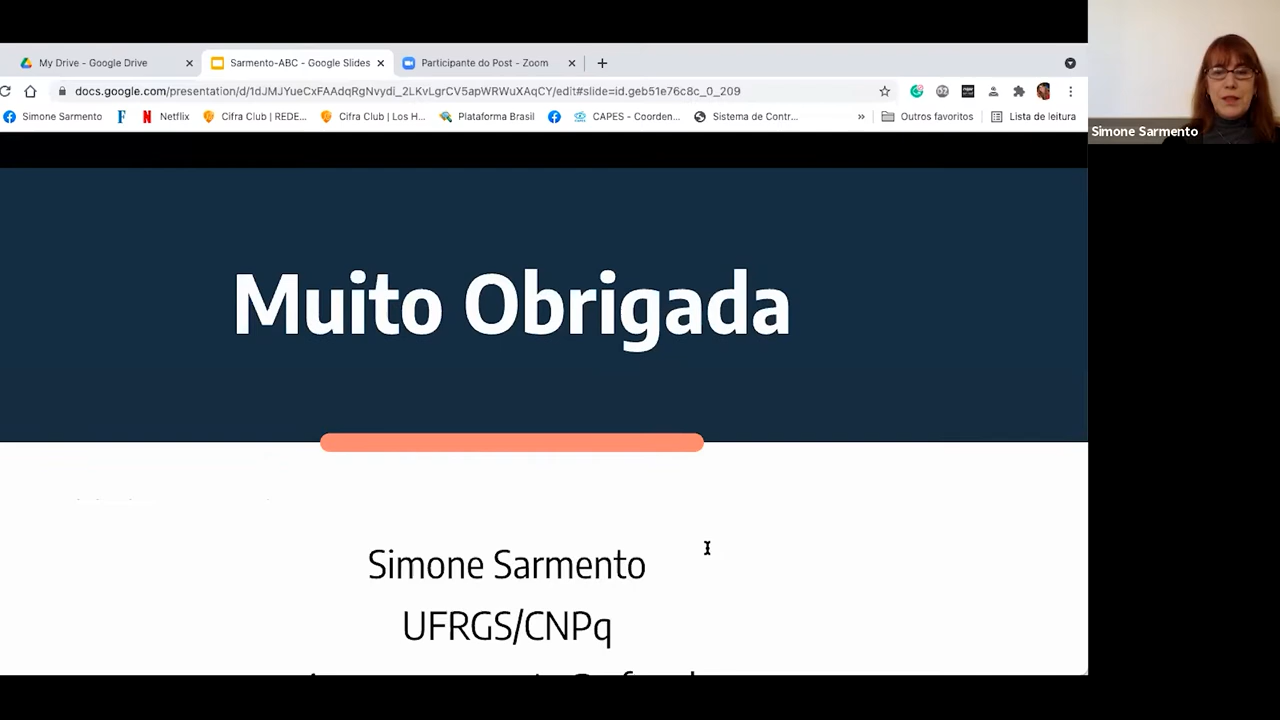 My Drive - Google Drive
Sarmento-ABC - Google Slides
Participante do Post - Zoom
docs.google.com/presentation/d/1dJMJYueCxFAAdqRgNvydi_2LKvLgrCV5apWRWuXAqCY/edit#slide=id.geb51e76c8c_0_209
Simone Sarmento
Netflix
Cifra Club | REDE...
Cifra Club | Los H...
Plataforma Brasil
CAPES - Coorden...
Sistema de Contr...
»
Outros favoritos
Lista de leitura
Simone Sarmento
Muito Obrigada
Simone Sarmento
UFRGS/CNPq